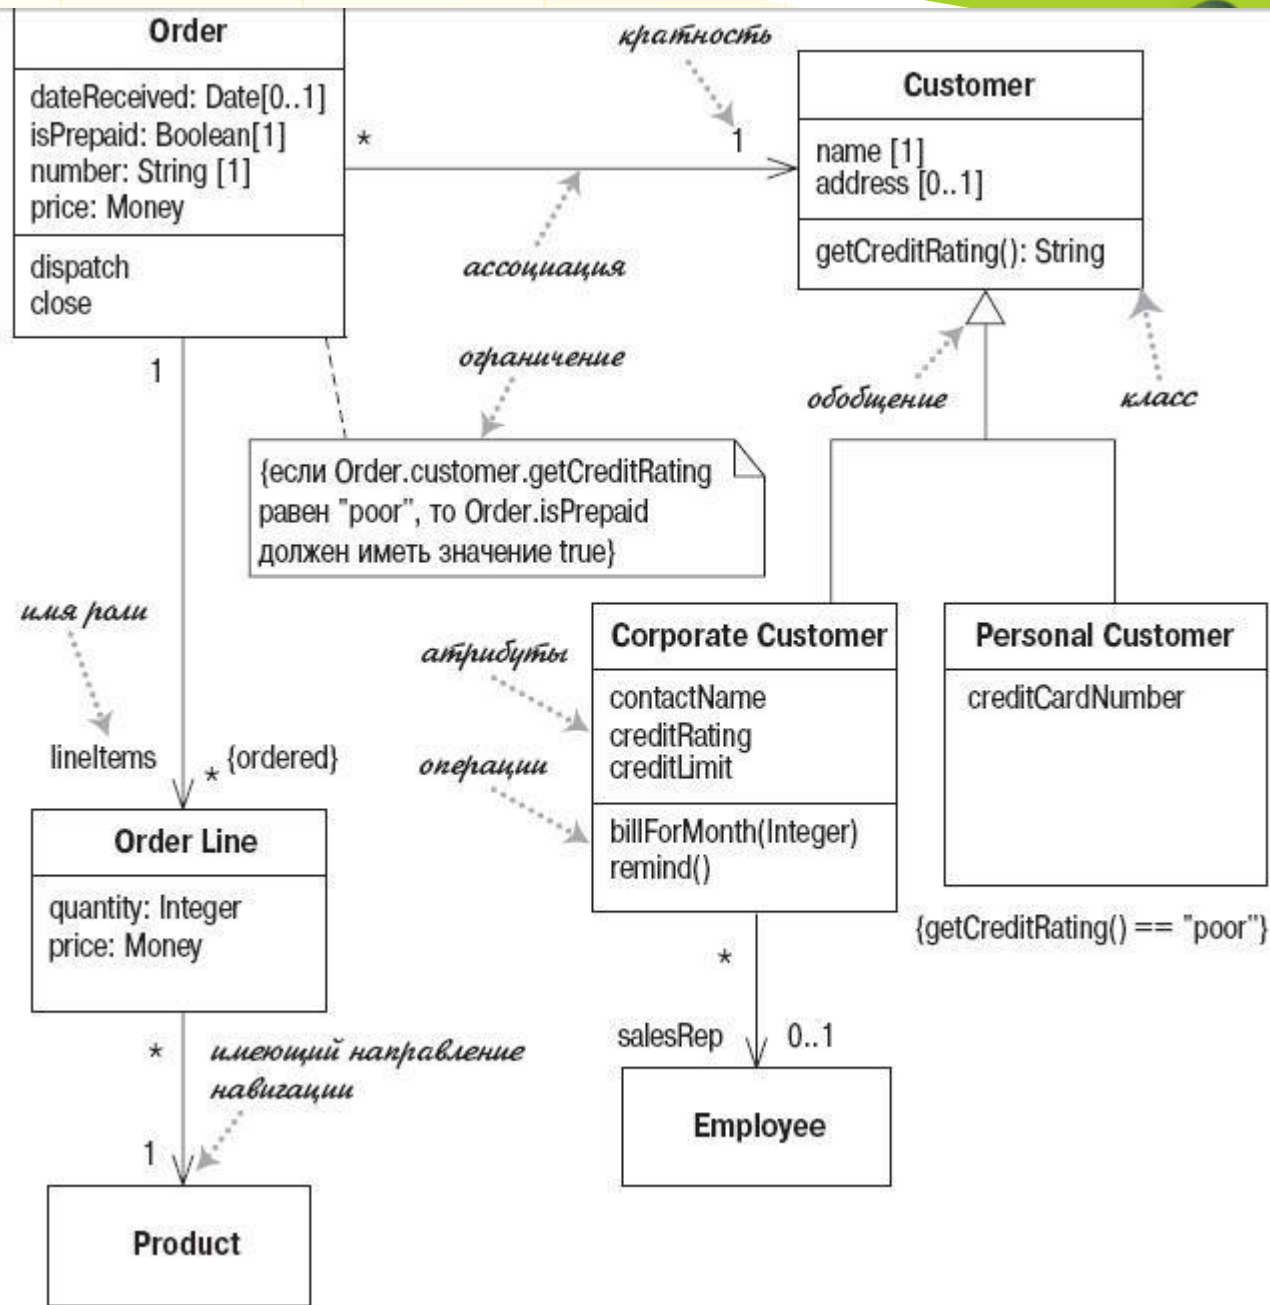 Order
dateReceived: Date[0..1]
isPrepaid: Boolean[1]
number: String [1]
price: Money
dispatch
close
*
кратность
1
ассоциация
Customer
name [1]
address [0..1]
getCreditRating(): String
1
ограничение
обобщение
класс
{если Order.customer.getCreditRating
равен "poor", то Order.isPrepaid
должен иметь значение true}
имя роли
lineItems
*
{ordered}
Order Line
quantity: Integer
price: Money
*
имеющий направление
навигации
1
Product
атрибуты
операции
Corporate Customer
contactName
creditRating
creditLimit
billForMonth(Integer)
remind()
*
salesRep
0..1
Employee
Personal Customer
creditCardNumber
{getCreditRating() == "poor"}